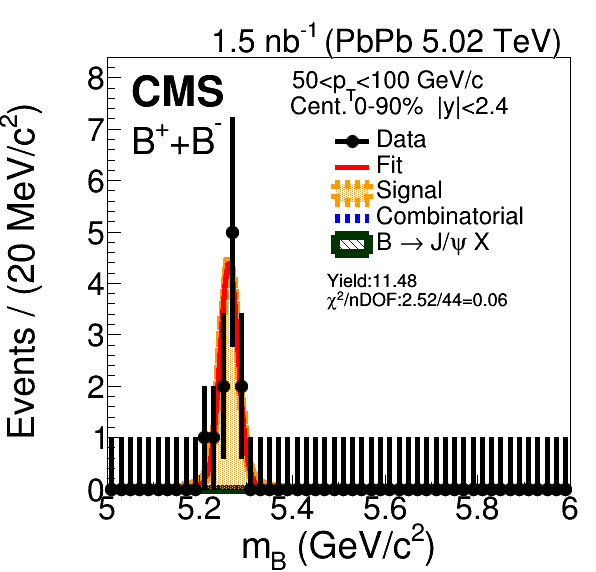 1.5 nb⁻¹ (PbPb 5.02 TeV)
CMS
B⁺+B⁻
50<p_T<100 GeV/c
Cent. 0-90% |y|<2.4
Data
Fit
Signal
Combinatorial
B → J/ψ X
Yield:11.48
χ²/nDOF:2.52/44=0.06
Events / (20 MeV/c²)
8
7
6
5
4
3
2
1
0
5 5.2 5.4 5.6 5.8 6
m_B (GeV/c²)